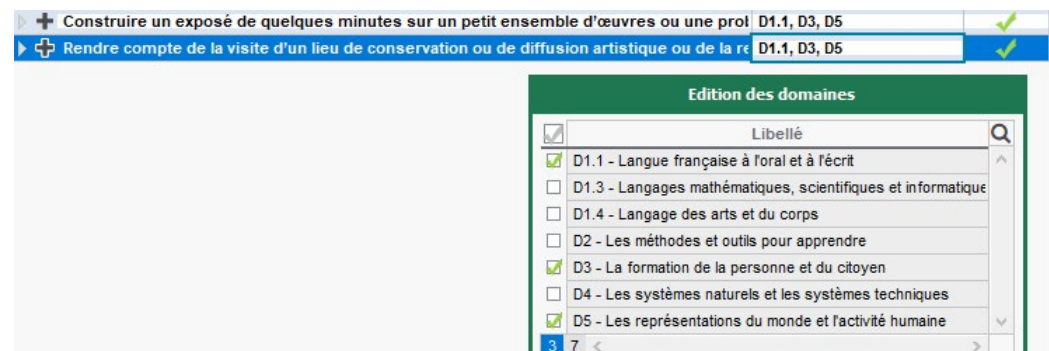 Construire un exposé de quelques minutes sur un petit ensemble d'œuvres ou une prol D1.1, D3, D5
Rendre compte de la visite d'un lieu de conservation ou de diffusion artistique ou de la re D1.1, D3, D5
Edition des domaines
Libellé
D1.1 - Langue française à l'oral et à l'écrit
D1.3 - Langages mathématiques, scientifiques et informatique
D1.4 - Langage des arts et du corps
D2 - Les méthodes et outils pour apprendre
D3 - La formation de la personne et du citoyen
D4 - Les systèmes naturels et les systèmes techniques
D5 - Les représentations du monde et l'activité humaine
3 7